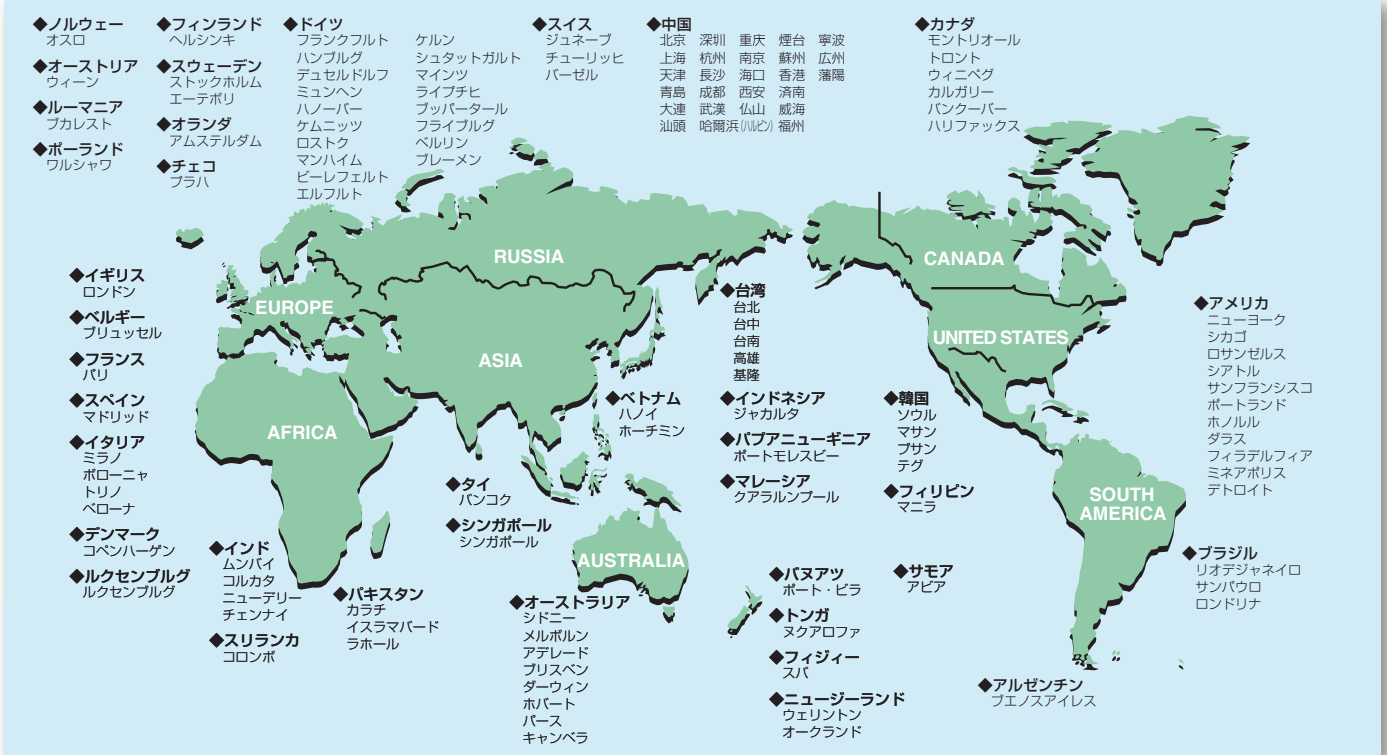 ◆ノルウェー
オスロ
◆オーストリア
ウィーン
◆ルーマニア
ブカレスト
◆ポーランド
ワルシャワ
◆フィンランド
ヘルシンキ
◆スウェーデン
ストックホルム
エーテボリ
◆オランダ
アムステルダム
◆チェコ
プラハ
◆ドイツ
フランクフルト
ハンブルグ
デュセルドルフ
ミュンヘン
ハノーバー
ケムニッツ
ロストク
マンハイム
ビーレフェルト
エルフルト
ケルン
シュタットガルト
マインツ
ライプチヒ
ブッパータール
フライブルグ
ベルリン
ブレーメン
◆スイス
ジュネーブ
チューリッヒ
バーゼル
◆中国
北京 深圳 重庆 煙台 寧波
上海 杭州 南京 蘇州 広州
天津 長沙 海口 香港 藩陽
青島 成都 西安 済南
大連 武漢 仏山 威海
汕頭 哈爾浜(ハルビン) 福州
◆カナダ
モントリオール
トロント
ウィニペグ
カルガリー
バンクーバー
ハリファックス
RUSSIA
CANADA
EUROPE
UNITED STATES
ASIA
AFRICA
SOUTH
AMERICA
AUSTRALIA
◆イギリス
ロンドン
◆ベルギー
ブリュッセル
◆フランス
パリ
◆スペイン
マドリッド
◆イタリア
ミラノ
ボローニャ
トリノ
ベローナ
◆デンマーク
コペンハーゲン
◆ルクセンブルグ
ルクセンブルグ
◆インド
ムンバイ
コルカタ
ニューデリー
チェンナイ
◆スリランカ
コロンボ
◆パキスタン
カラチ
イスラマバード
ラホール
◆タイ
バンコク
◆シンガポール
シンガポール
◆オーストラリア
シドニー
メルボルン
アデレード
ブリスベン
ダーウィン
ホバート
パース
キャンベラ
◆ベトナム
ハノイ
ホーチミン
◆台湾
台北
台中
台南
高雄
基隆
◆インドネシア
ジャカルタ
◆パプアニューギニア
ポートモレスビー
◆マレーシア
クアラルンプール
◆韓国
ソウル
マサン
プサン
テグ
◆フィリピン
マニラ
◆バヌアツ
ポート・ビラ
◆トンガ
ヌクアロファ
◆フィジィー
スバ
◆ニュージーランド
ウェリントン
オークランド
◆サモア
アピア
◆アメリカ
ニューヨーク
シカゴ
ロサンゼルス
シアトル
サンフランシスコ
ポートランド
ホノルル
ダラス
フィラデルフィア
ミネアポリス
デトロイト
◆ブラジル
リオデジャネイロ
サンパウロ
ロンドリナ
◆アルゼンチン
ブエノスアイレス